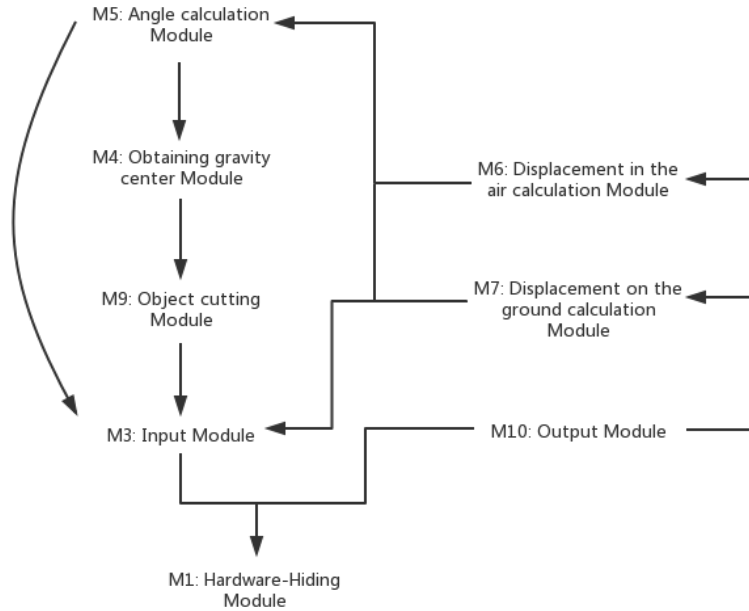 M5: Angle calculation
Module
M4: Obtaining gravity
center Module
M6: Displacement in the
air calculation Module
M9: Object cutting
Module
M7: Displacement on the
ground calculation
Module
M3: Input Module
M10: Output Module
M1: Hardware-Hiding
Module